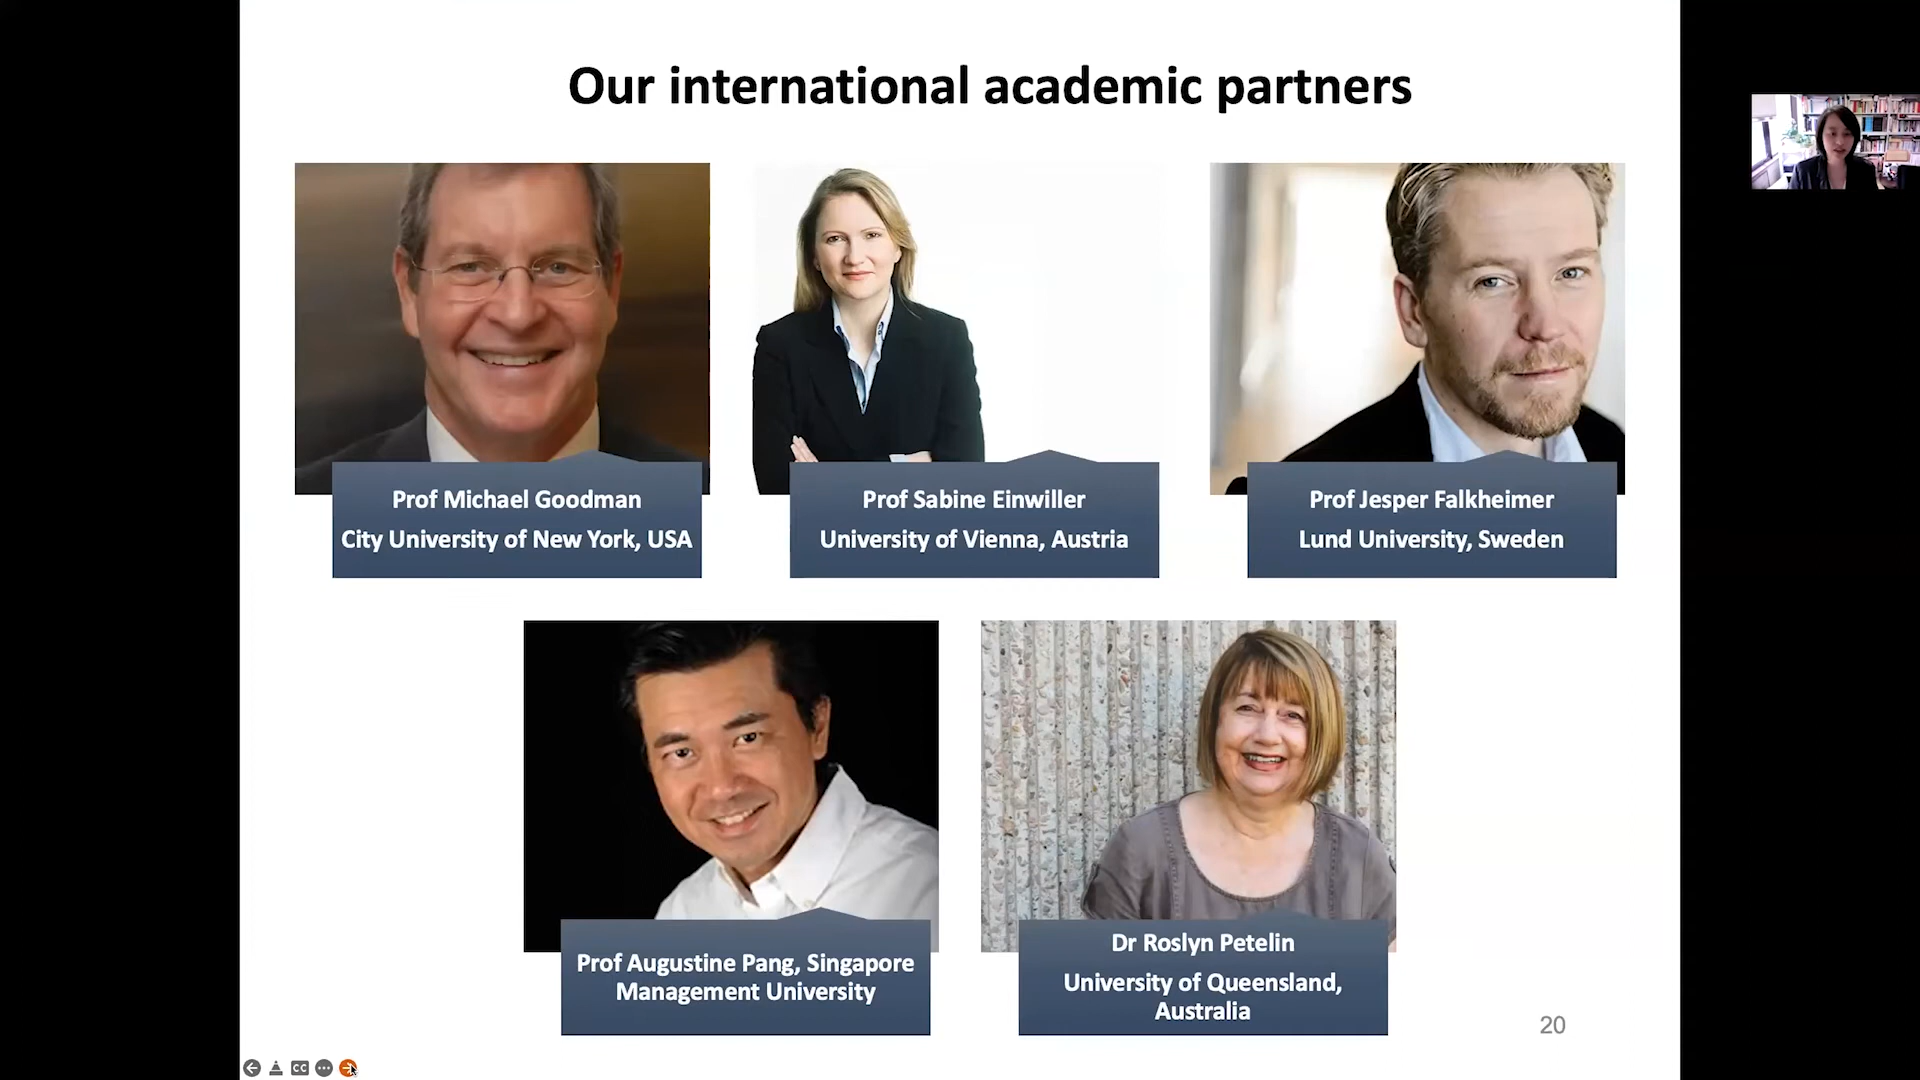 Our international academic partners
Prof Michael Goodman
City University of New York, USA
Prof Sabine Einwiller
University of Vienna, Austria
Prof Jesper Falkheimer
Lund University, Sweden
Prof Augustine Pang, Singapore
Management University
Dr Roslyn Petelin
University of Queensland,
Australia
20
CC